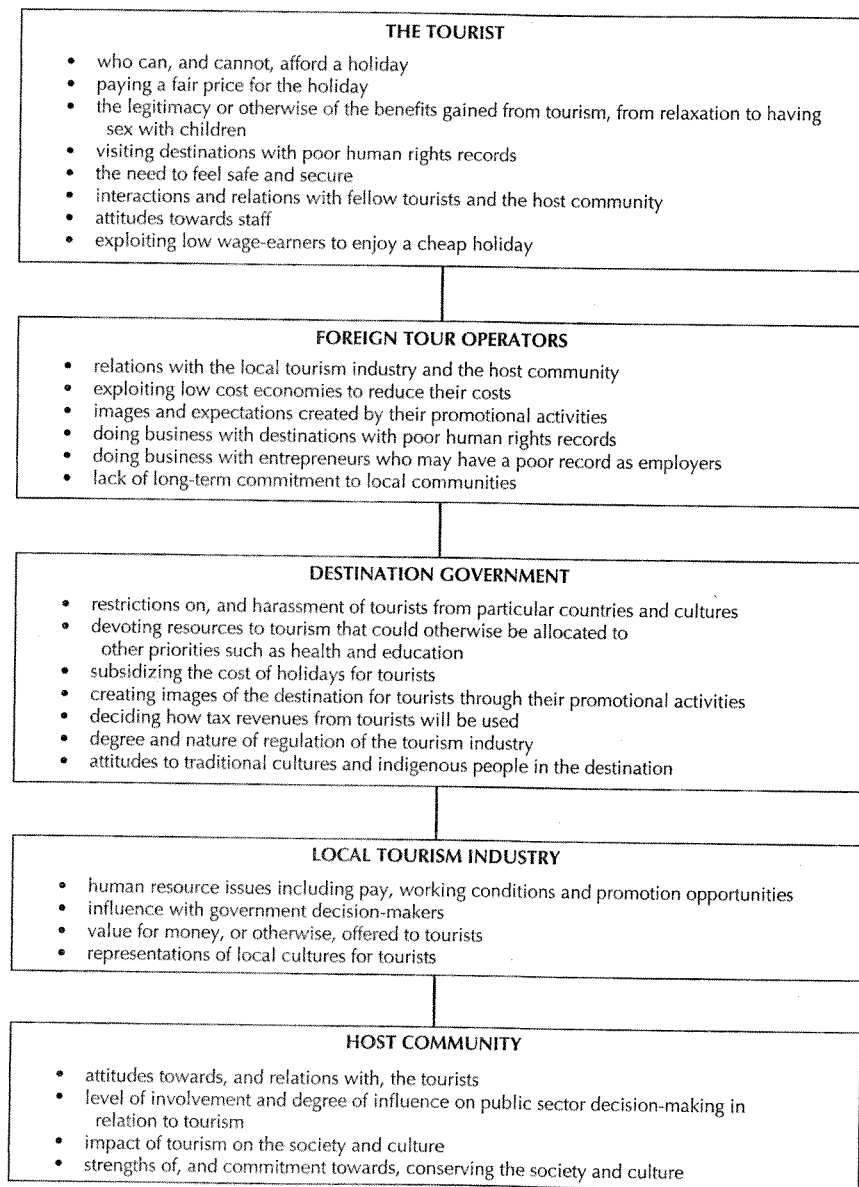 THE TOURIST
• who can, and cannot, afford a holiday
• paying a fair price for the holiday
• the legitimacy or otherwise of the benefits gained from tourism, from relaxation to having
sex with children
• visiting destinations with poor human rights records
• the need to feel safe and secure
• interactions and relations with fellow tourists and the host community
• attitudes towards staff
• exploiting low wage-earners to enjoy a cheap holiday
FOREIGN TOUR OPERATORS
• relations with the local tourism industry and the host community
• exploiting low cost economies to reduce their costs
• images and expectations created by their promotional activities
• doing business with destinations with poor human rights records
• doing business with entrepreneurs who may have a poor record as employers
• lack of long-term commitment to local communities
DESTINATION GOVERNMENT
• restrictions on, and harassment of tourists from particular countries and cultures
• devoting resources to tourism that could otherwise be allocated to
other priorities such as health and education
• subsidizing the cost of holidays for tourists
• creating images of the destination for tourists through their promotional activities
• deciding how tax revenues from tourists will be used
• degree and nature of regulation of the tourism industry
• attitudes to traditional cultures and indigenous people in the destination
LOCAL TOURISM INDUSTRY
• human resource issues including pay, working conditions and promotion opportunities
• influence with government decision-makers
• value for money, or otherwise, offered to tourists
• representations of local cultures for tourists
HOST COMMUNITY
• attitudes towards, and relations with, the tourists
• level of involvement and degree of influence on public sector decision-making in
relation to tourism
• impact of tourism on the society and culture
• strengths of, and commitment towards, conserving the society and culture